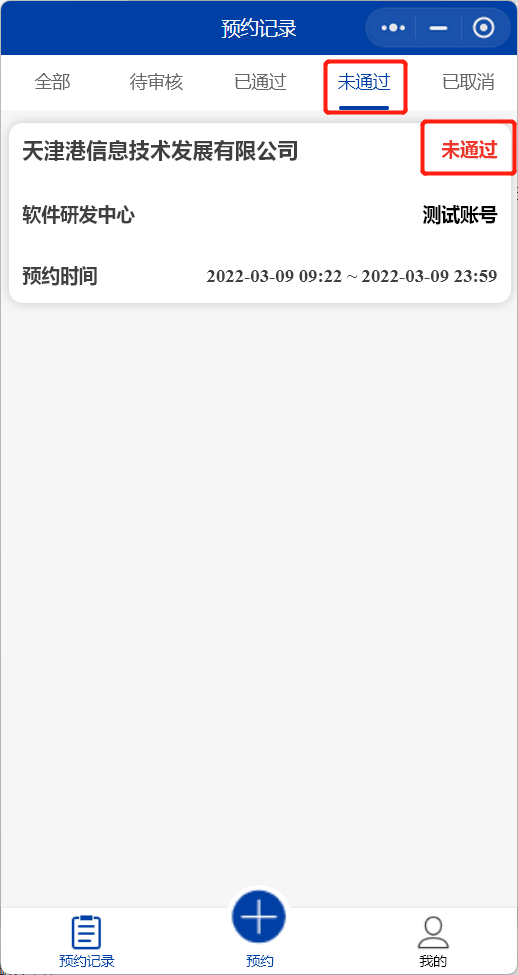 预约记录
全部 待审核 已通过 未通过 已取消
天津港信息技术发展有限公司 未通过
软件研发中心 测试账号
预约时间 2022-03-09 09:22 ~ 2022-03-09 23:59
预约记录 预约 我的